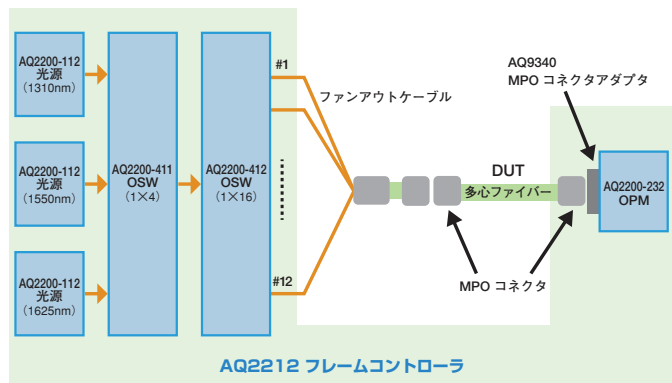 AQ2200-112
光源
(1310nm)
AQ2200-112
光源
(1550nm)
AQ2200-112
光源
(1625nm)
AQ2200-411
OSW
(1×4)
AQ2200-412
OSW
(1×16)
#1
#12
ファンアウトケーブル
DUT
多心ファイバー
MPO コネクタ
AQ9340
MPO コネクタアダプタ
AQ2200-232
OPM
AQ2212 フレームコントローラ